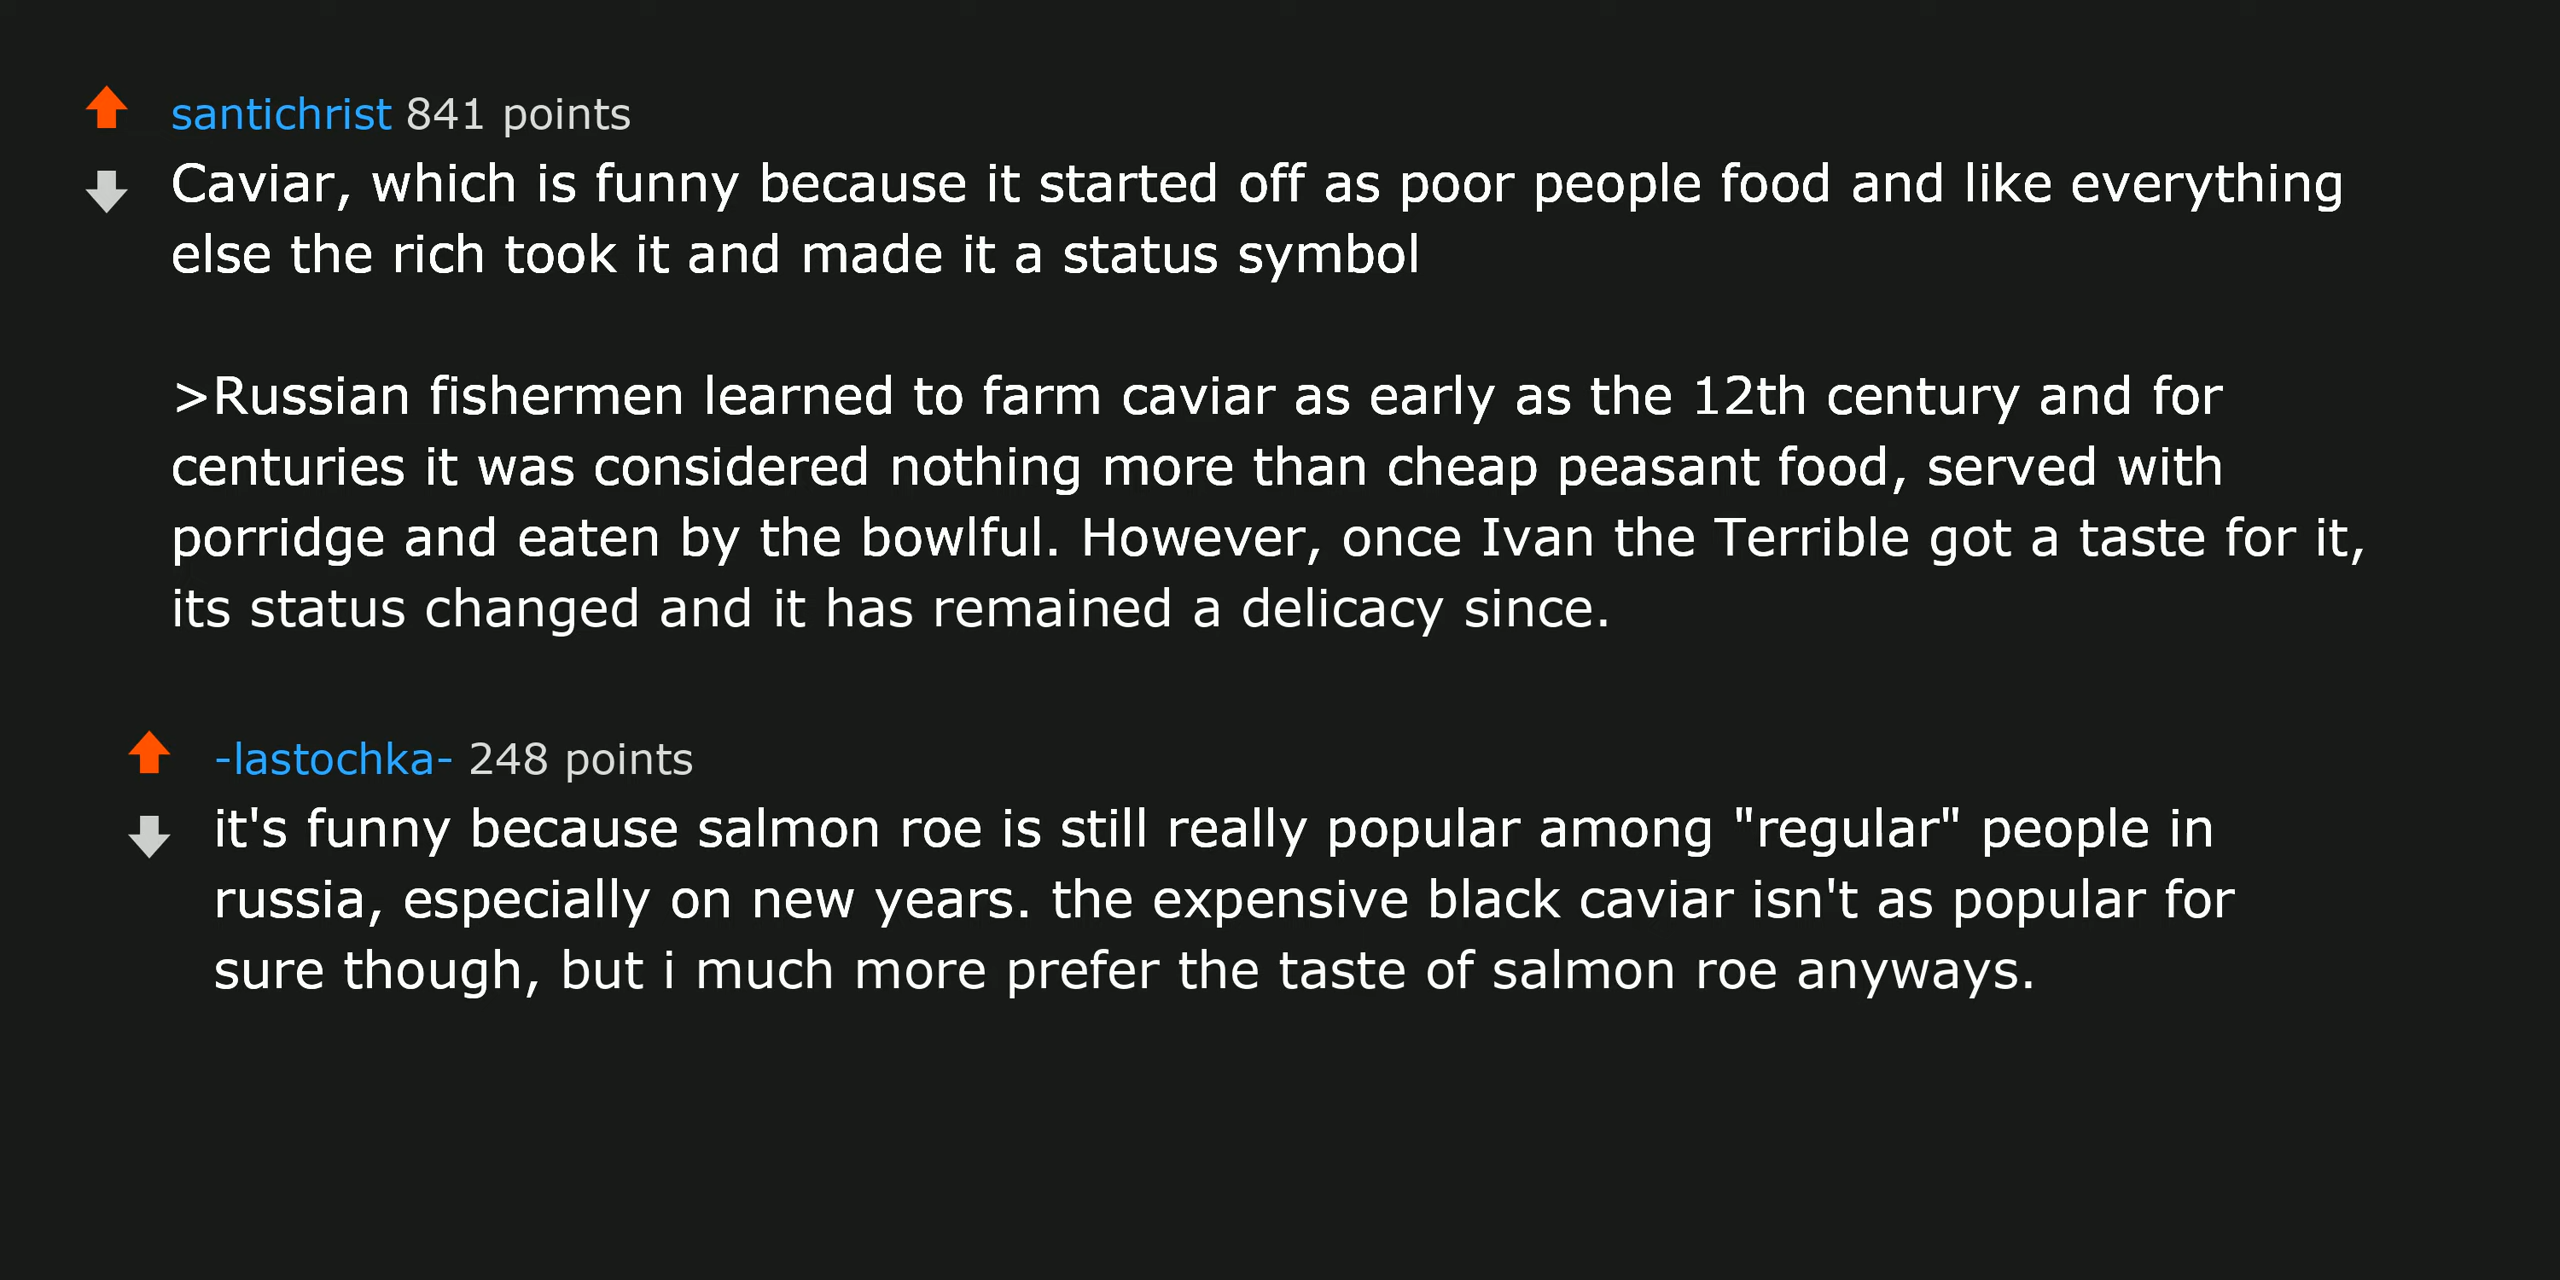 santichrist 841 points
Caviar, which is funny because it started off as poor people food and like everything
else the rich took it and made it a status symbol
>Russian fishermen learned to farm caviar as early as the 12th century and for
centuries it was considered nothing more than cheap peasant food, served with
porridge and eaten by the bowlful. However, once Ivan the Terrible got a taste for it,
its status changed and it has remained a delicacy since.
-lastochka- 248 points
it's funny because salmon roe is still really popular among "regular" people in
russia, especially on new years. the expensive black caviar isn't as popular for
sure though, but i much more prefer the taste of salmon roe anyways.